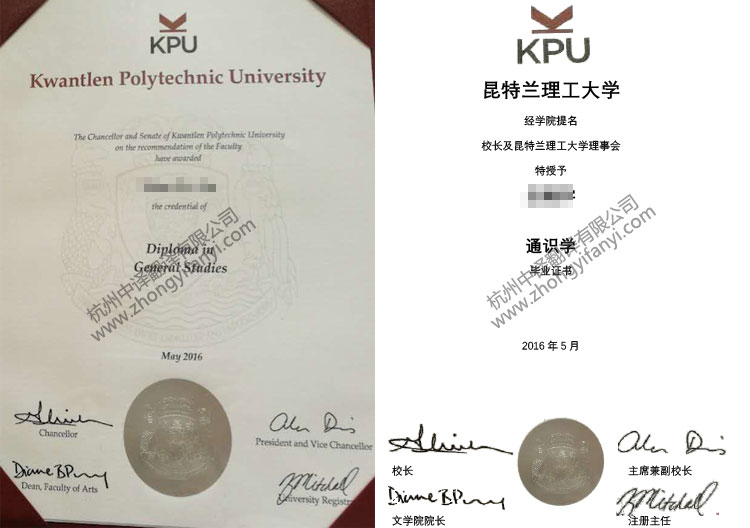 KPU
Kwantlen Polytechnic University
The Chancellor and Senate of Kwantlen Polytechnic University
on the recommendation of the Faculty
have awarded
the credential of
Diploma in
General Studies
May 2016
Chancellor
President and Vice Chancellor
Dean, Faculty of Arts
University Registr
杭州中译翻译有限公司
www.zhongyifanyi.com
KPU
昆特兰理工大学
经学院提名
校长及昆特兰理工大学理事会
特授予
通识学
毕业证书
2016 年 5 月
校长
主席兼副校长
文学院院长
注册主任
杭州中译翻译有限公司
www.zhongyifanyi.com